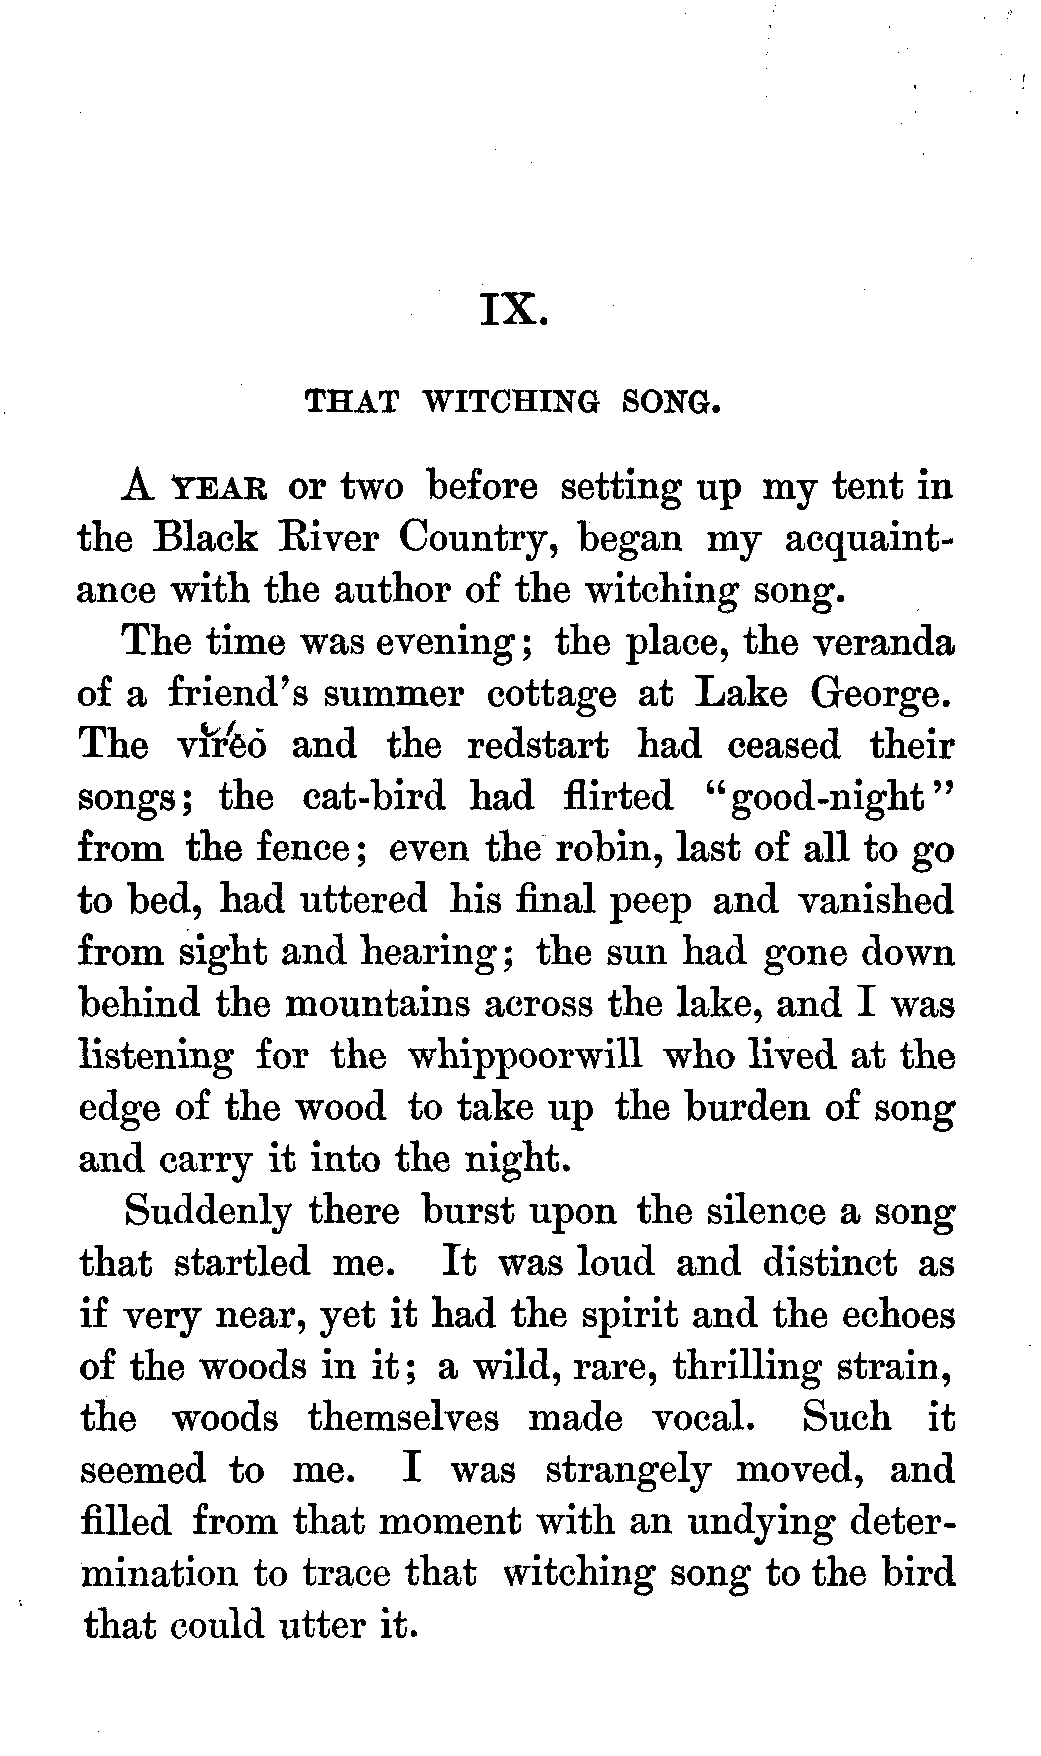 IX.
THAT WITCHING SONG.
A YEAR or two before setting up my tent in
the Black River Country, began my acquaint-
ance with the author of the witching song.
The time was evening; the place, the veranda
of a friend's summer cottage at Lake George.
The vĭr′ēō and the redstart had ceased their
songs; the cat-bird had flirted “good-night”
from the fence; even the robin, last of all to go
to bed, had uttered his final peep and vanished
from sight and hearing; the sun had gone down
behind the mountains across the lake, and I was
listening for the whippoorwill who lived at the
edge of the wood to take up the burden of song
and carry it into the night.
Suddenly there burst upon the silence a song
that startled me. It was loud and distinct as
if very near, yet it had the spirit and the echoes
of the woods in it; a wild, rare, thrilling strain,
the woods themselves made vocal. Such it
seemed to me. I was strangely moved, and
filled from that moment with an undying deter-
mination to trace that witching song to the bird
that could utter it.